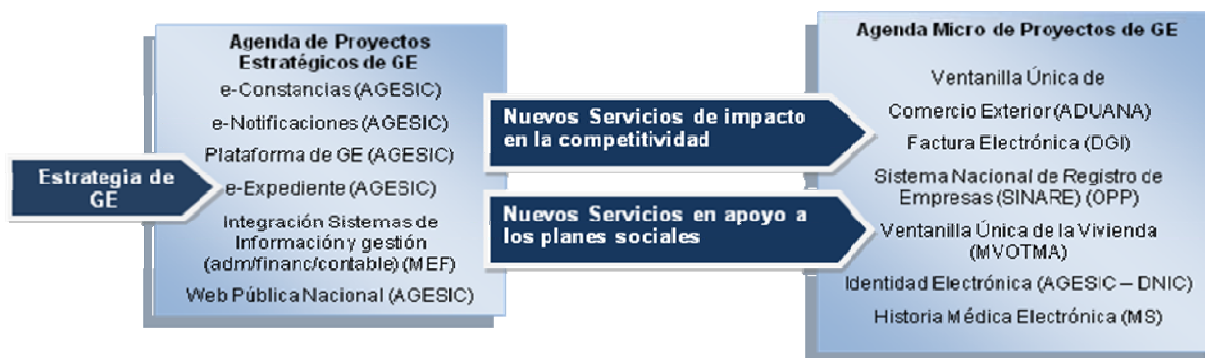 Estrategia de
GE
Agenda de Proyectos
Estratégicos de GE
e-Constancias (AGESIC)
e-Notificaciones (AGESIC)
Plataforma de GE (AGESIC)
e-Expediente (AGESIC)
Integración Sistemas de
Información y gestión
(adm/financ/contable) (MEF)
Web Pública Nacional (AGESIC)
Nuevos Servicios de impacto
en la competitividad
Nuevos Servicios en apoyo a
los planes sociales
Agenda Micro de Proyectos de GE
Ventanilla Única de
Comercio Exterior (ADUANA)
Factura Electrónica (DGI)
Sistema Nacional de Registro de
Empresas (SINARE) (OPP)
Ventanilla Única de la Vivienda
(MVOTMA)
Identidad Electrónica (AGESIC – DNIC)
Historia Médica Electrónica (MS)